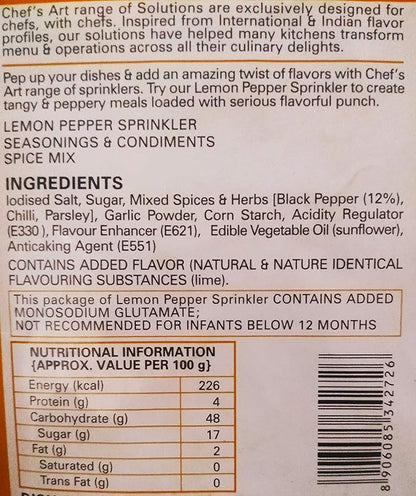 Chef's Art range of Solutions are exclusively designed for
chefs, with chefs. Inspired from International & Indian flavor
profiles, our solutions have helped many kitchens transform
menu & operations across all their culinary delights.
Pep up your dishes & add an amazing twist of flavors with Chef's
Art range of sprinklers. Try our Lemon Pepper Sprinkler to create
tangy & peppery meals loaded with serious flavorful punch.
LEMON PEPPER SPRINKLER
SEASONINGS & CONDIMENTS
SPICE MIX
INGREDIENTS
Iodised Salt, Sugar, Mixed Spices & Herbs [Black Pepper (12%),
Chilli, Parsley], Garlic Powder, Corn Starch, Acidity Regulator
(E330), Flavour Enhancer (E621), Edible Vegetable Oil (sunflower),
Anticaking Agent (E551)
CONTAINS ADDED FLAVOR (NATURAL & NATURE IDENTICAL
FLAVOURING SUBSTANCES (lime).
This package of Lemon Pepper Sprinkler CONTAINS ADDED
MONOSODIUM GLUTAMATE;
NOT RECOMMENDED FOR INFANTS BELOW 12 MONTHS
NUTRITIONAL INFORMATION
{APPROX. VALUE PER 100 g}
Energy (kcal) 226
Protein (g) 4
Carbohydrate (g) 48
Sugar (g) 17
Fat (g) 2
Saturated (g) 0
Trans Fat (g) 0
8 906085 342726